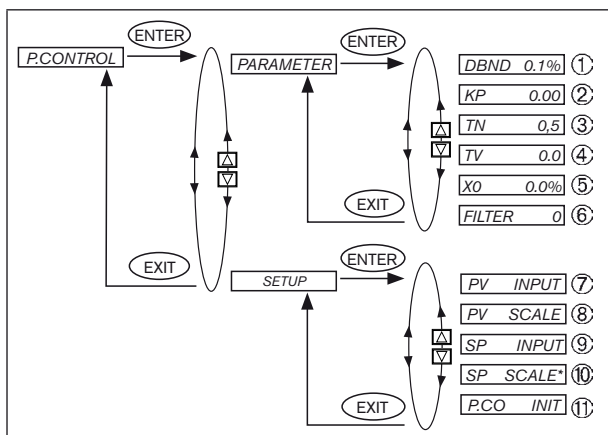 ENTER
P.CONTROL
EXIT
ENTER
PARAMETER
EXIT
DBND 0.1% ①
KP 0.00 ②
TN 0,5 ③
TV 0.0 ④
X0 0.0% ⑤
FILTER 0 ⑥
ENTER
SETUP
EXIT
PV INPUT ⑦
PV SCALE ⑧
SP INPUT ⑨
SP SCALE* ⑩
P.CO INIT ⑪